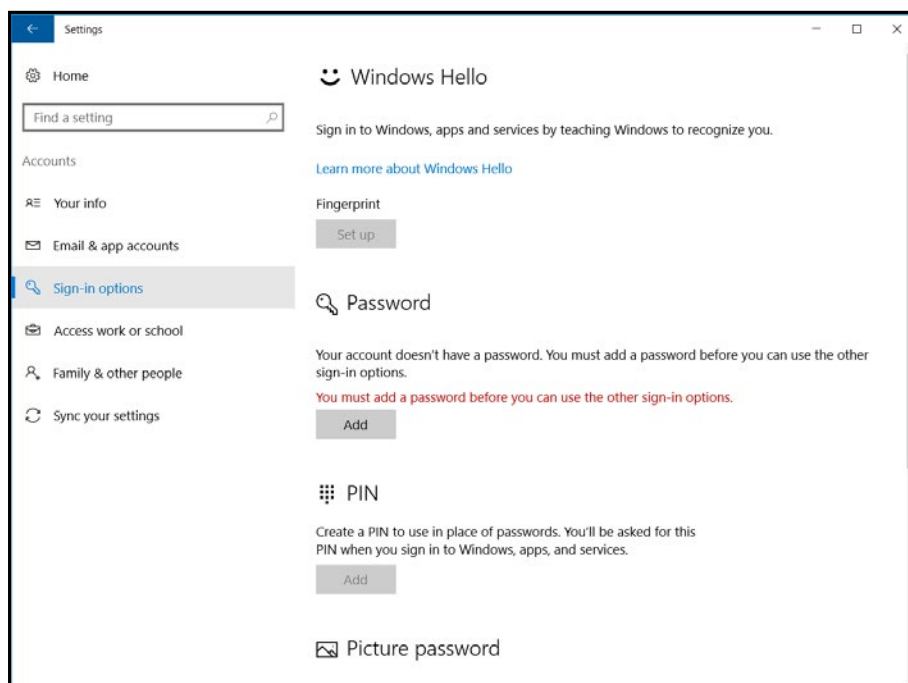 Settings
Home
Find a setting
Accounts
Your info
Email & app accounts
Sign-in options
Access work or school
Family & other people
Sync your settings
Windows Hello
Sign in to Windows, apps and services by teaching Windows to recognize you.
Learn more about Windows Hello
Fingerprint
Set up
Password
Your account doesn't have a password. You must add a password before you can use the other
sign-in options.
You must add a password before you can use the other sign-in options.
Add
PIN
Create a PIN to use in place of passwords. You'll be asked for this
PIN when you sign in to Windows, apps, and services.
Add
Picture password